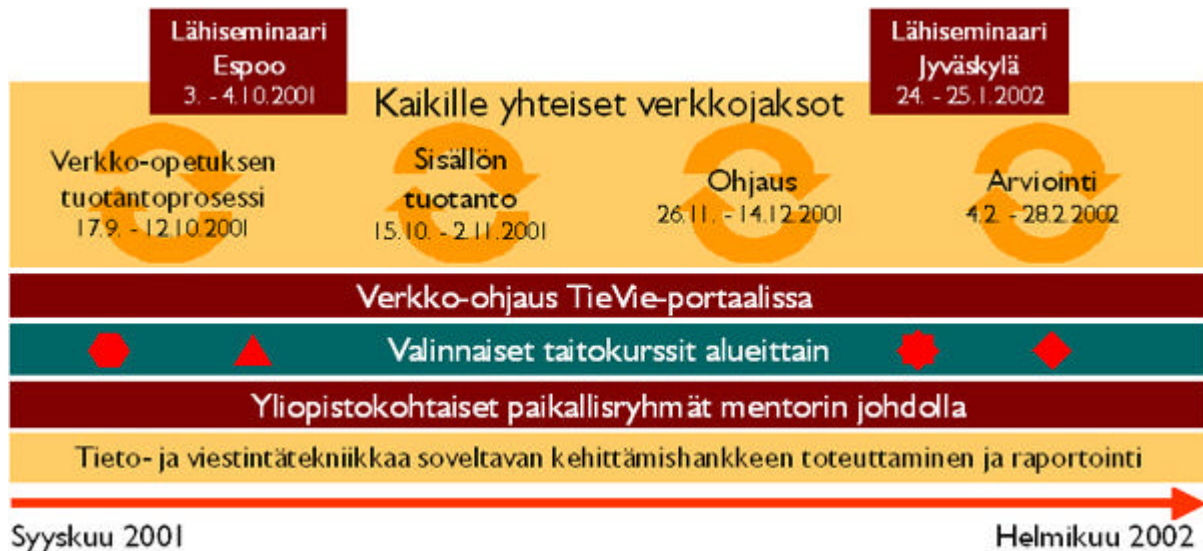 Lähiseminaari
Espoo
3. - 4.10.2001
Lähiseminaari
Jyväskylä
24. - 25.1.2002
Kaikille yhteiset verkkojaksot
Verkko-opetuksen
tuotantoprosessi
17.9. - 12.10.2001
Sisällön
tuotanto
15.10. - 2.11.2001
Ohjaus
26.11. - 14.12.2001
Arviointi
4.2. - 28.2.2002
Verkko-ohjaus TieVie-portaalissa
Valinnaiset taitokurssit alueittain
Yliopistokohtaiset paikallisryhmät mentorin johdolla
Tieto- ja viestintätekniikkaa soveltavan kehittämishankkeen toteuttaminen ja raportointi
Syyskuu 2001
Helmikuu 2002